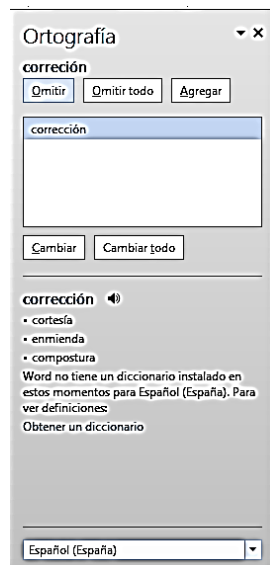 Ortografía
correción
Omitir Omitir todo Agregar
corrección
Cambiar Cambiar todo
corrección
• cortesía
• enmienda
• compostura
Word no tiene un diccionario instalado en
estos momentos para Español (España). Para
ver definiciones:
Obtener un diccionario
Español (España)